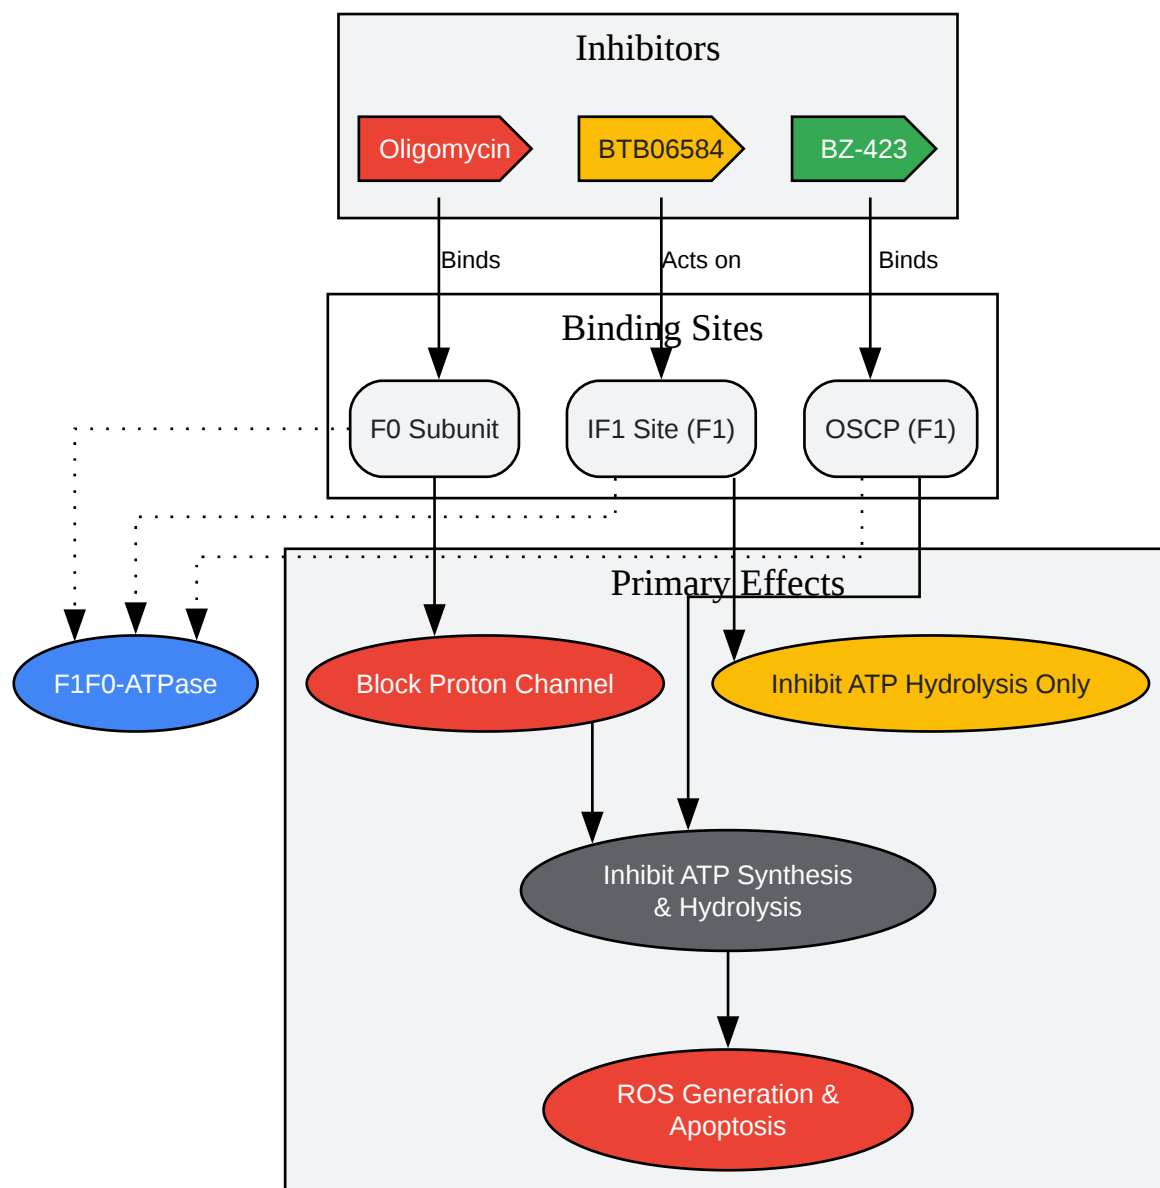 Inhibitors
Oligomycin
BTB06584
BZ-423
Binds
Acts on
Binds
Binding Sites
F0 Subunit
IF1 Site (F1)
OSCP (F1)
Primary Effects
F1F0-ATPase
Block Proton Channel
Inhibit ATP Hydrolysis Only
Inhibit ATP Synthesis
& Hydrolysis
ROS Generation &
Apoptosis